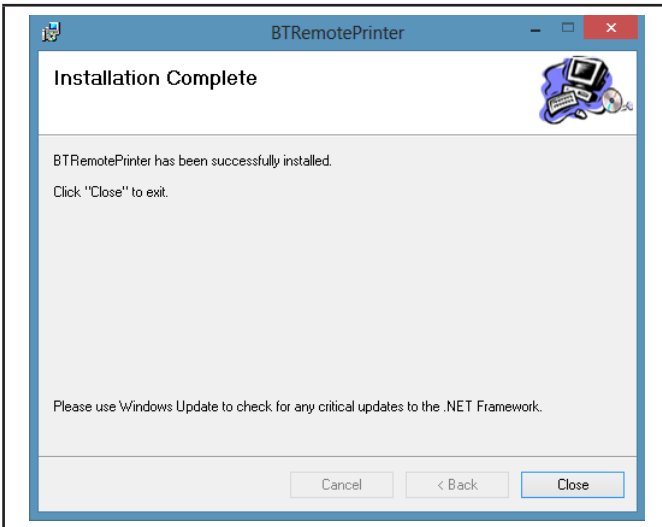 BTRemotePrinter
Installation Complete
BTRemotePrinter has been successfully installed.
Click "Close" to exit.
Please use Windows Update to check for any critical updates to the .NET Framework.
Cancel < Back Close